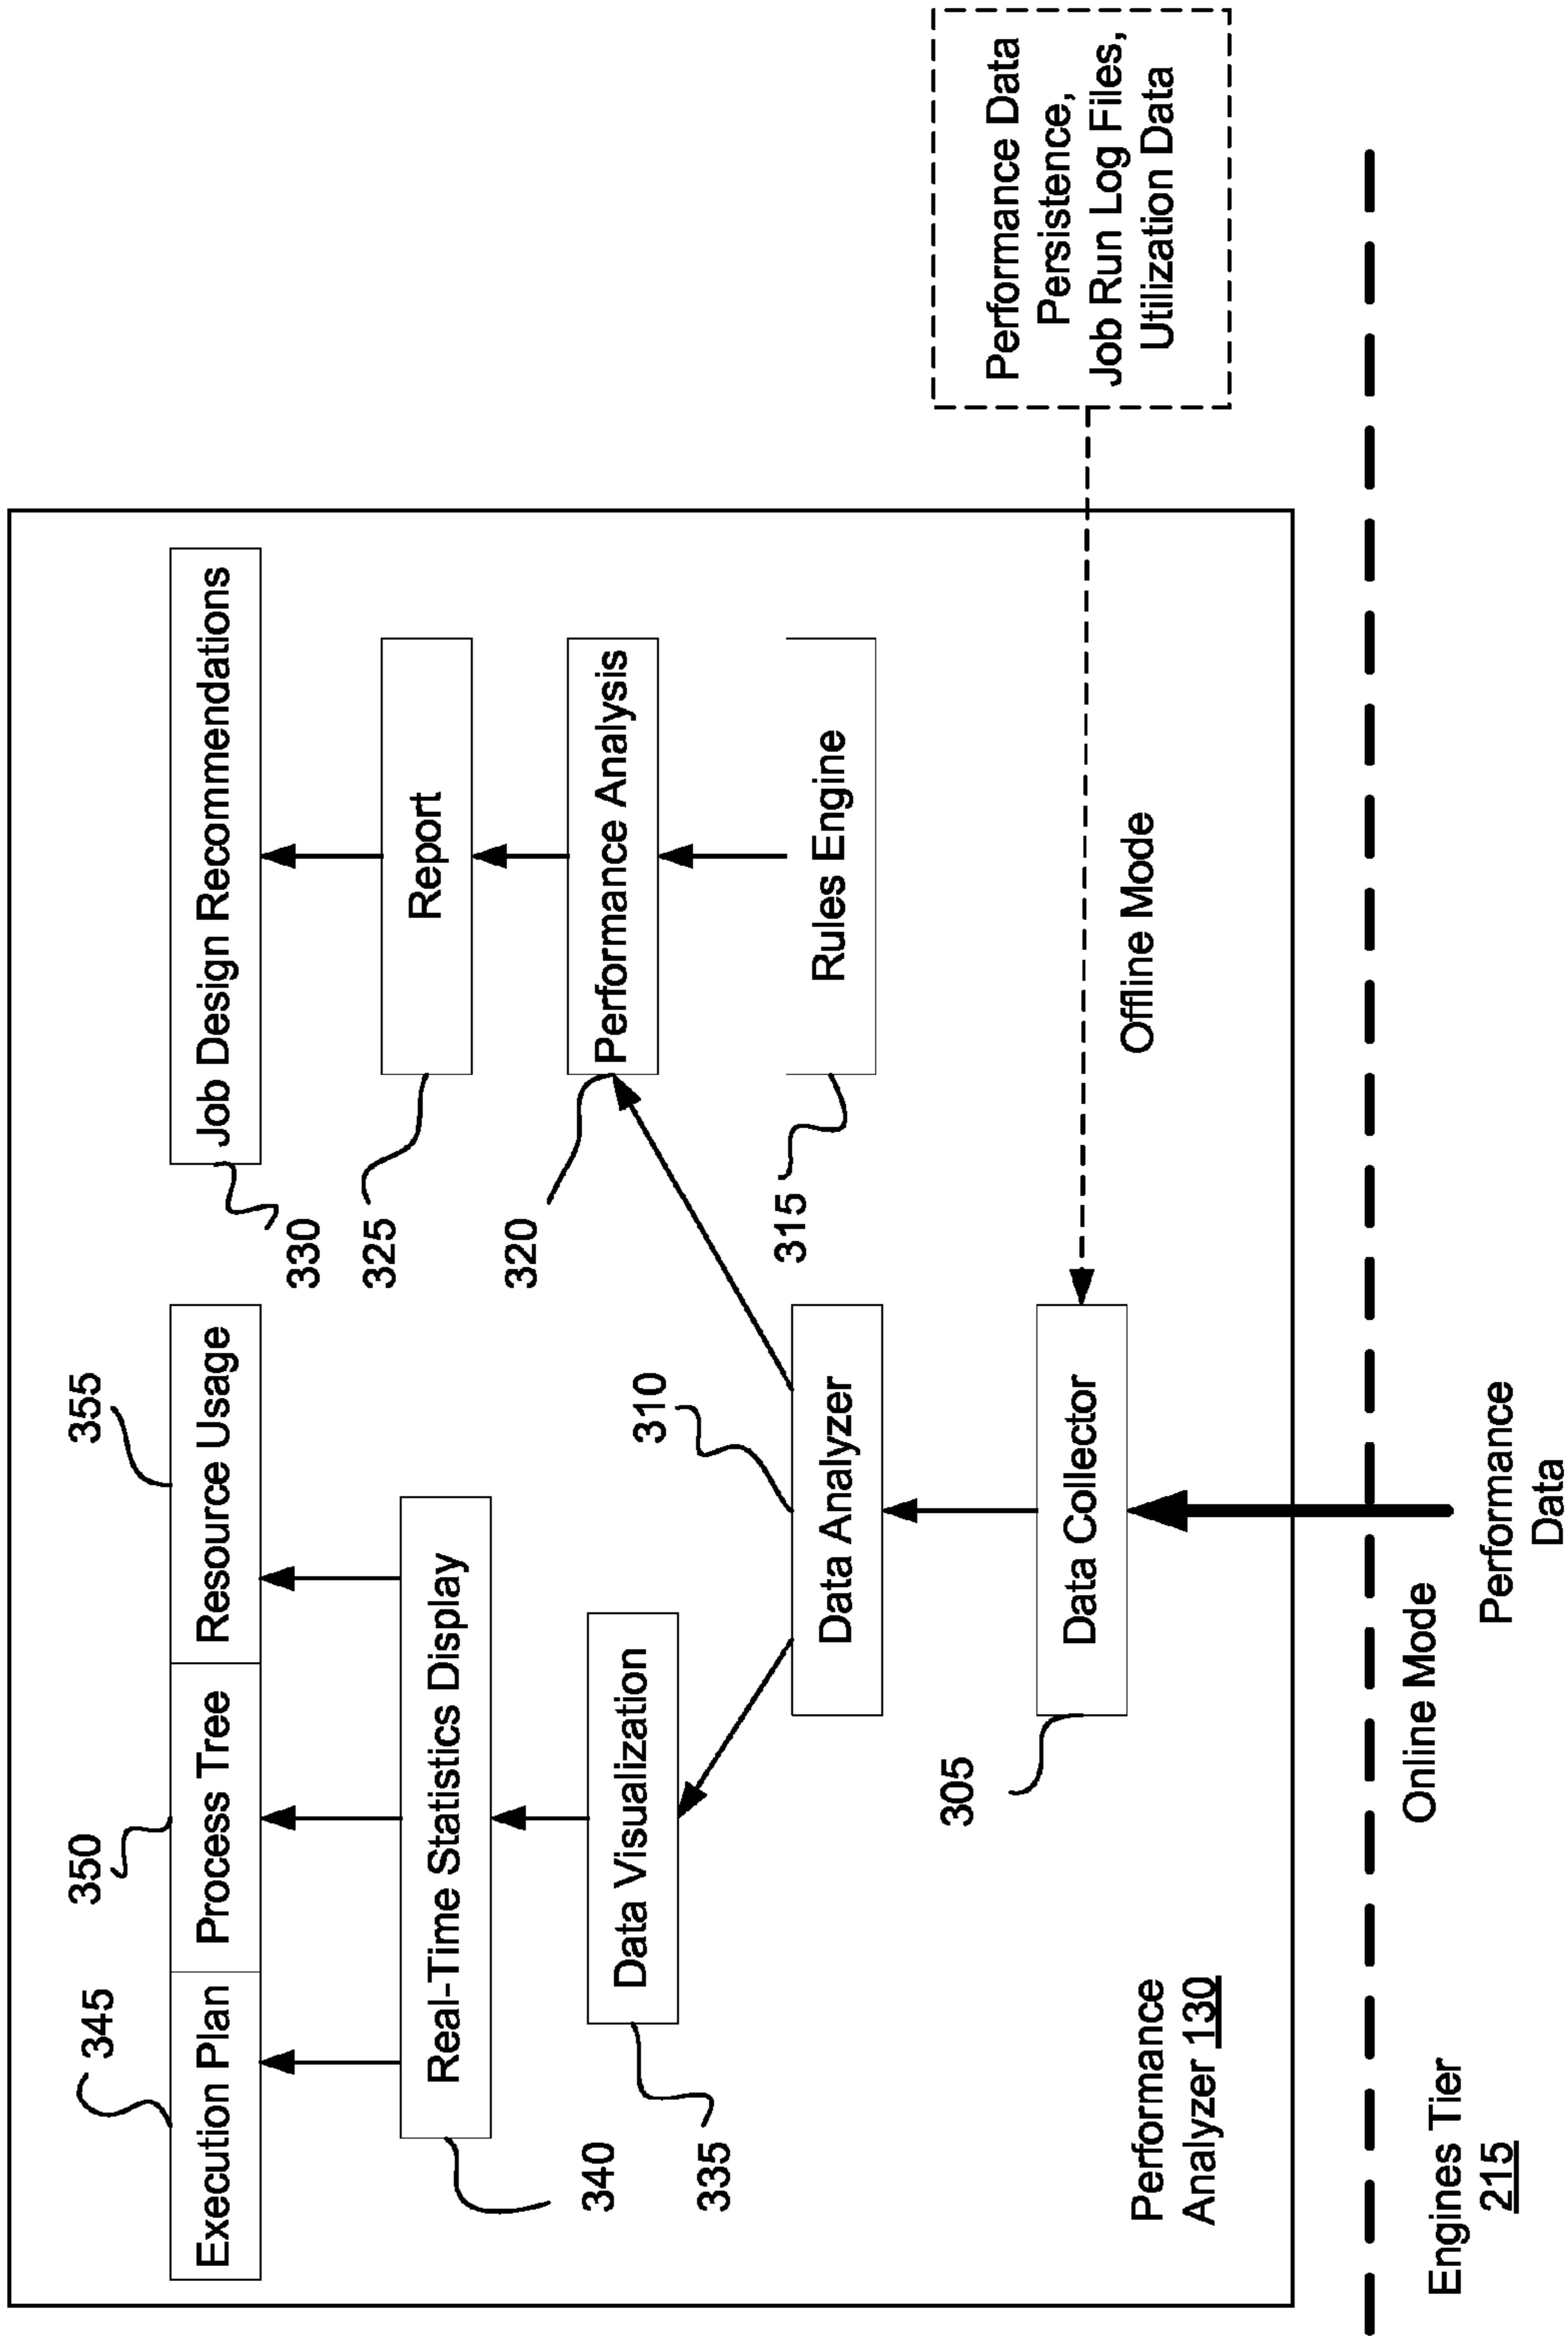 345
350
355
Execution Plan
Process Tree
Resource Usage
Job Design Recommendations
330
Real-Time Statistics Display
340
Report
325
Data Visualization
335
Performance Analysis
320
310
Data Analyzer
Rules Engine
315
305
Data Collector
Offline Mode
Performance Data
Persistence,
Job Run Log Files,
Utilization Data
Performance
Analyzer 130
Online Mode
Engines Tier
215
Performance
Data